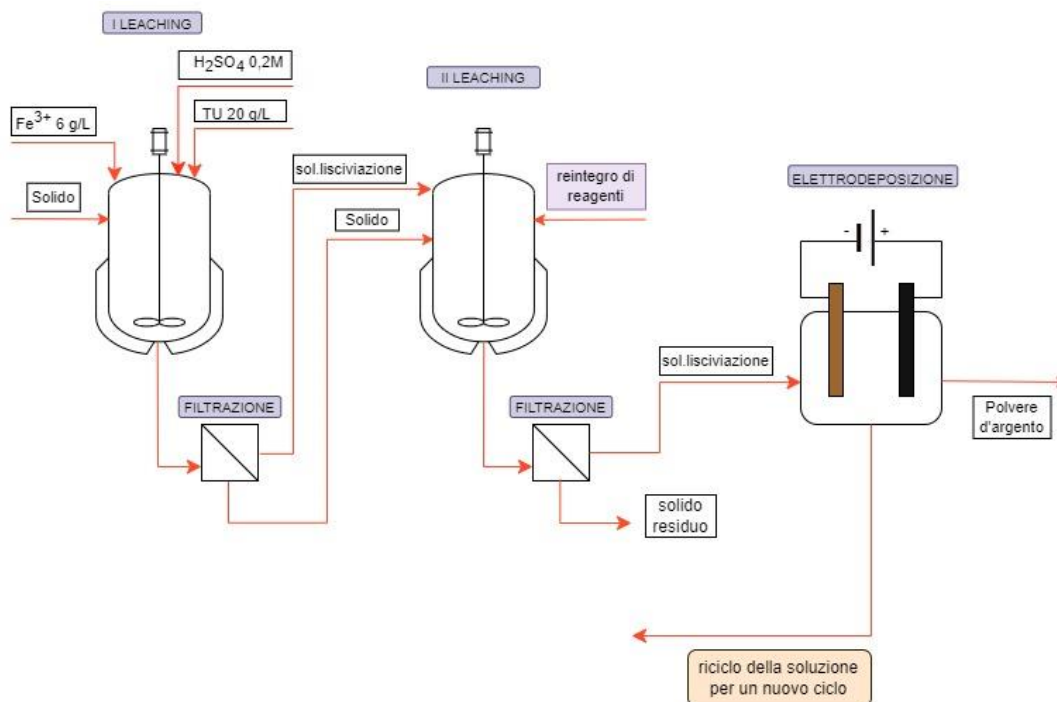 I LEACHING
H₂SO₄ 0,2M
TU 20 g/L
Fe³⁺ 6 g/L
Solido
II LEACHING
sol.lisciviazione
Solido
reintegro di
reagenti
ELETTRODEPOSIZIONE
- +
sol.lisciviazione
FILTRAZIONE
FILTRAZIONE
Polvere
d'argento
solido
residuo
riciclo della soluzione
per un nuovo ciclo